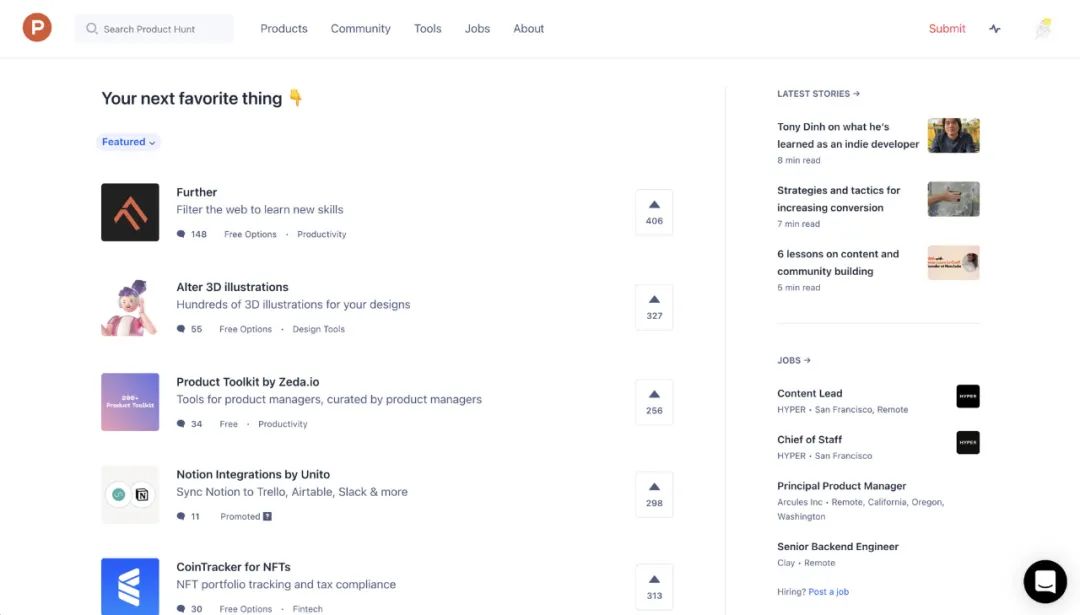 P
Search Product Hunt
Products
Community
Tools
Jobs
About
Submit
Your next favorite thing 👇
Featured
Further
Filter the web to learn new skills
148 Free Options · Productivity
406
Alter 3D illustrations
Hundreds of 3D illustrations for your designs
55 Free Options · Design Tools
327
290+
Product Toolkit
Product Toolkit by Zeda.io
Tools for product managers, curated by product managers
34 Free · Productivity
256
Notion Integrations by Unito
Sync Notion to Trello, Airtable, Slack & more
11 Promoted ?
298
CoinTracker for NFTs
NFT portfolio tracking and tax compliance
30 Free Options · Fintech
313
LATEST STORIES →
Tony Dinh on what he's
learned as an indie developer
8 min read
Strategies and tactics for
increasing conversion
7 min read
6 lessons on content and
community building
5 min read
JOBS →
Content Lead
HYPER • San Francisco, Remote
HYPER
Chief of Staff
HYPER • San Francisco
HYPER
Principal Product Manager
Arcules Inc • Remote, California, Oregon,
Washington
Senior Backend Engineer
Clay • Remote
Hiring? Post a job